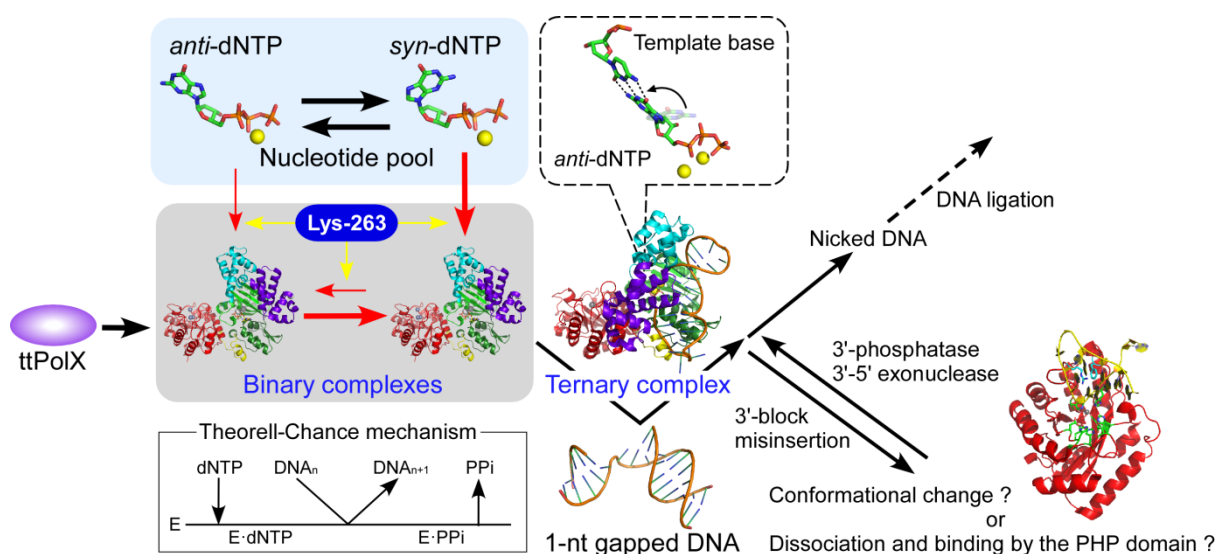 anti-dNTP
syn-dNTP
Nucleotide pool
Template base
anti-dNTP
Lys-263
ttPolX
Binary complexes
Ternary complex
DNA ligation
Nicked DNA
3'-phosphatase
3'-5' exonuclease
3'-block
misinsertion
Theorell-Chance mechanism
dNTP
DNAn
DNAn+1
PPi
E
E·dNTP
E·PPi
1-nt gapped DNA
Conformational change ?
or
Dissociation and binding by the PHP domain ?